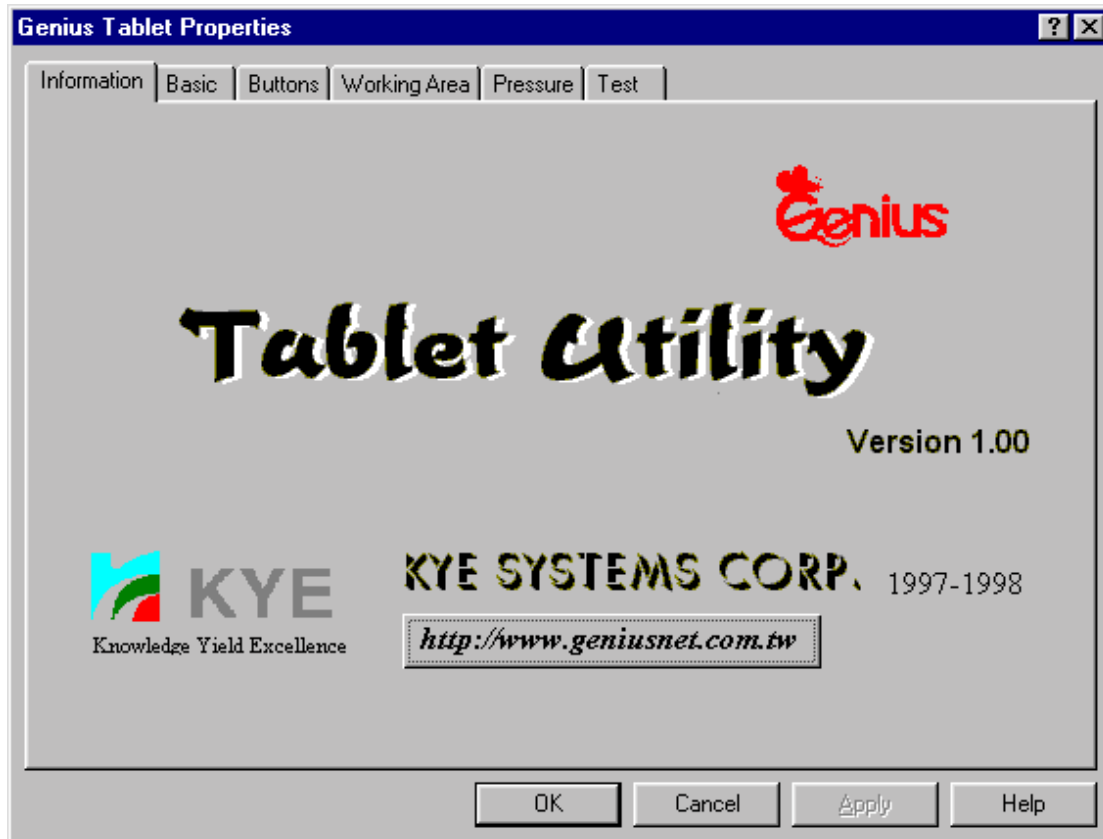 Genius Tablet Properties
Information Basic Buttons Working Area Pressure Test
Genius
Tablet Utility
Version 1.00
KYE
Knowledge Yield Excellence
KYE SYSTEMS CORP. 1997-1998
http://www.geniusnet.com.tw
OK Cancel Apply Help